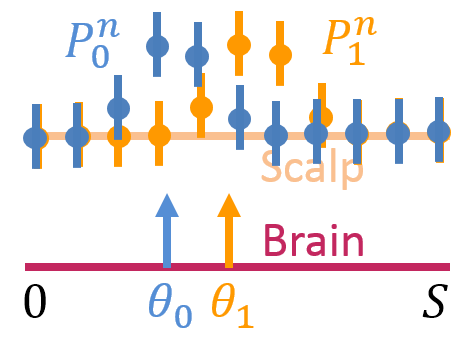 P₀ⁿ P₁ⁿ
Scalp
Brain
0 θ₀ θ₁ S